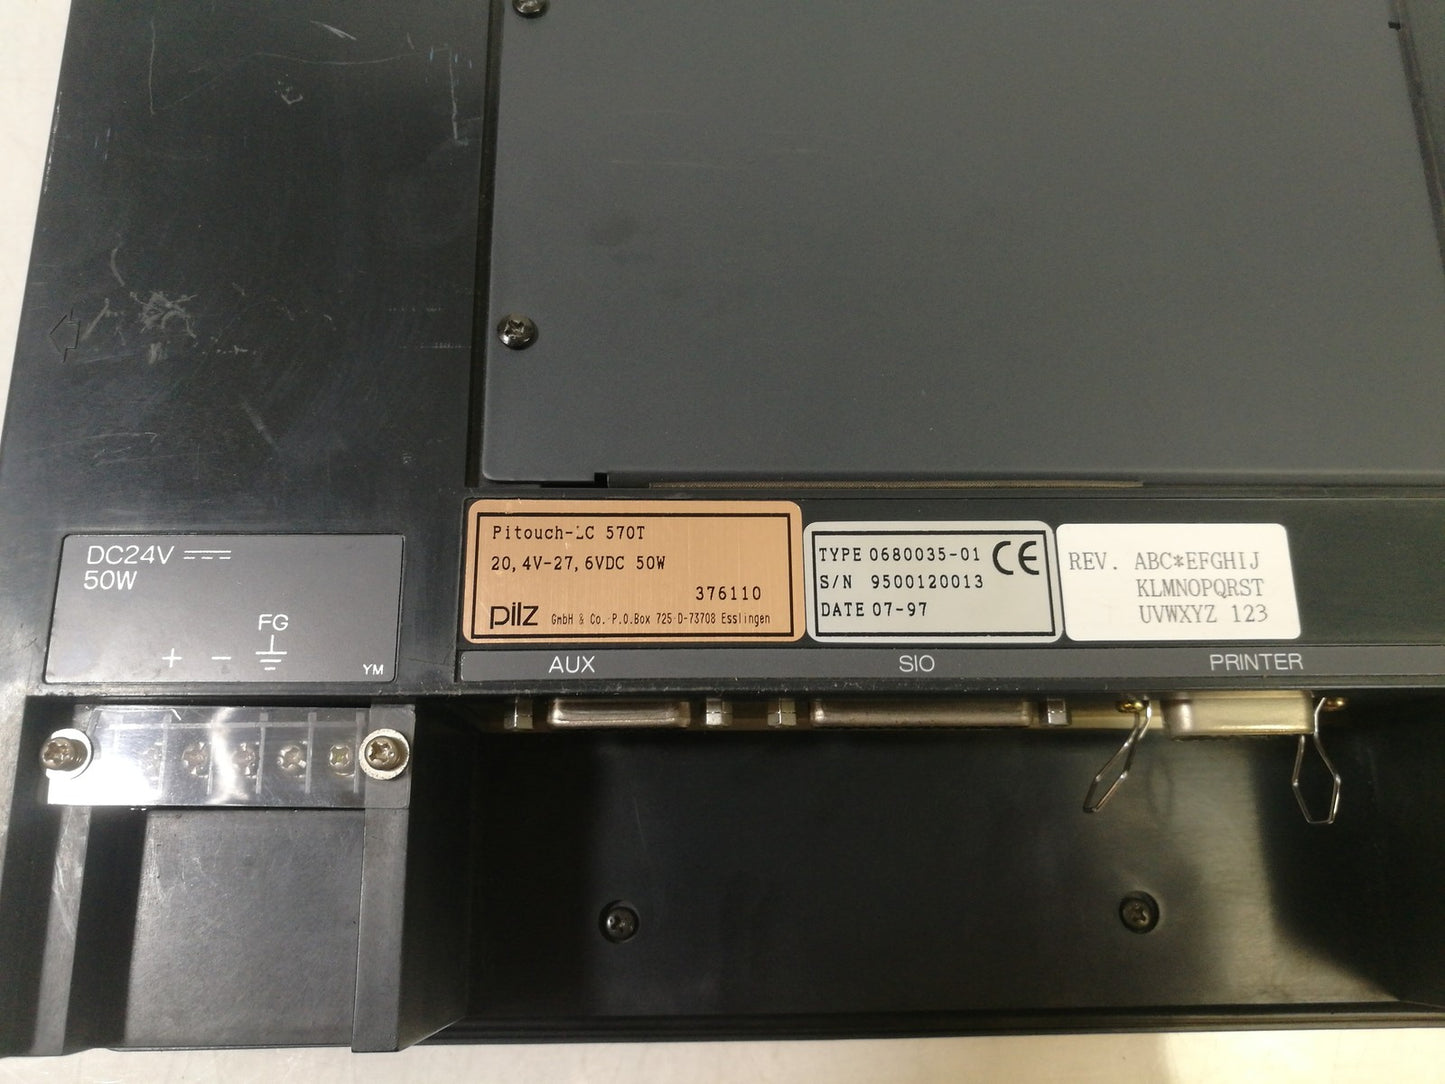 DC24V
50W
FG
+ −
YM
Pitouch-LC 570T
20,4V-27,6VDC 50W
376110
pilz GmbH & Co.·P.O.Box 725·D-73708 Esslingen
TYPE 0680035-01 CE
S/N 9500120013
DATE 07-97
REV. ABC*EFGHIJ
KLMNOPQRST
UVWXYZ 123
AUX SIO PRINTER